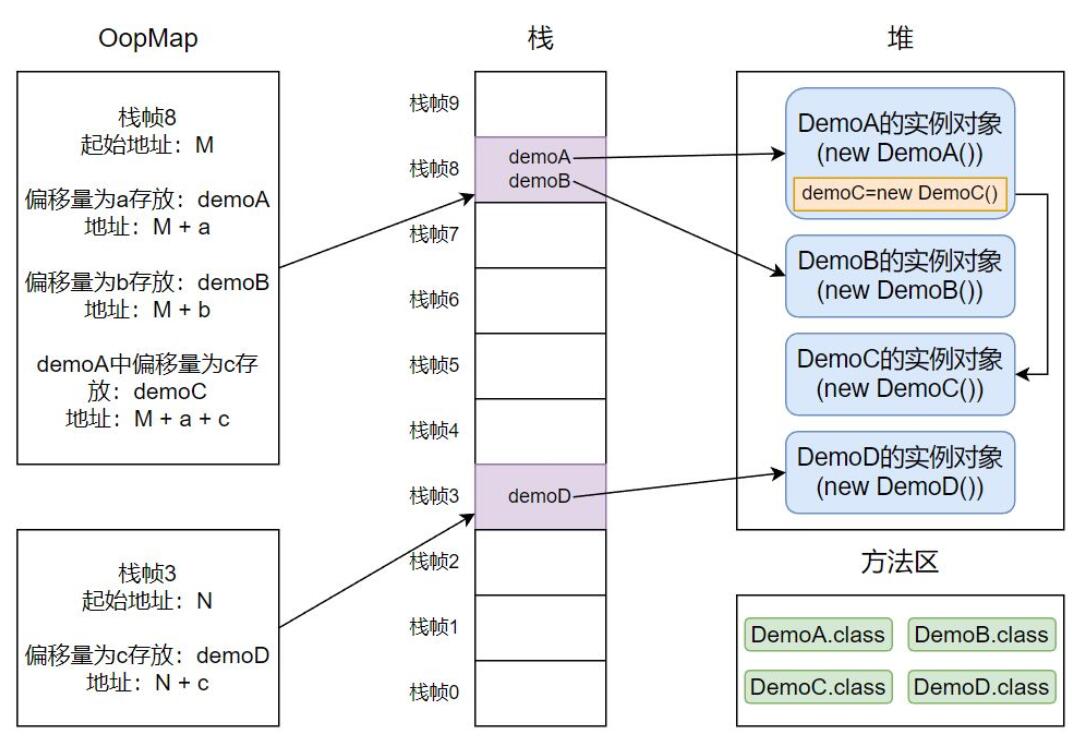 OopMap
栈帧8
起始地址：M
偏移量为a存放：demoA
地址：M + a
偏移量为b存放：demoB
地址：M + b
demoA中偏移量为c存
放：demoC
地址：M + a + c
栈帧3
起始地址：N
偏移量为c存放：demoD
地址：N + c
栈
栈帧9
栈帧8
demoA
demoB
栈帧7
栈帧6
栈帧5
栈帧4
栈帧3
demoD
栈帧2
栈帧1
栈帧0
堆
DemoA的实例对象
(new DemoA())
demoC=new DemoC()
DemoB的实例对象
(new DemoB())
DemoC的实例对象
(new DemoC())
DemoD的实例对象
(new DemoD())
方法区
DemoA.class
DemoB.class
DemoC.class
DemoD.class